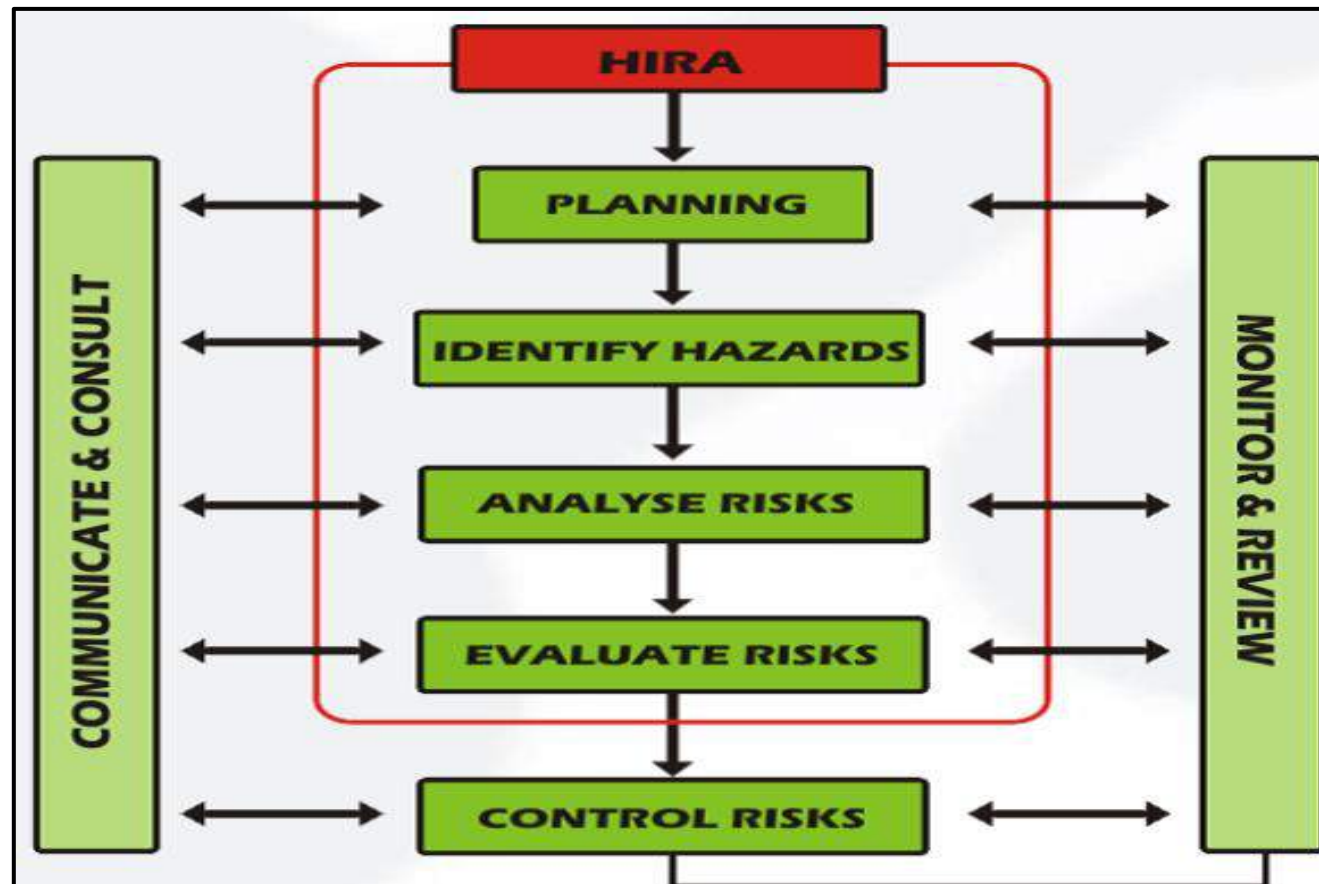 HIRA
PLANNING
IDENTIFY HAZARDS
ANALYSE RISKS
EVALUATE RISKS
CONTROL RISKS
COMMUNICATE & CONSULT
MONITOR & REVIEW